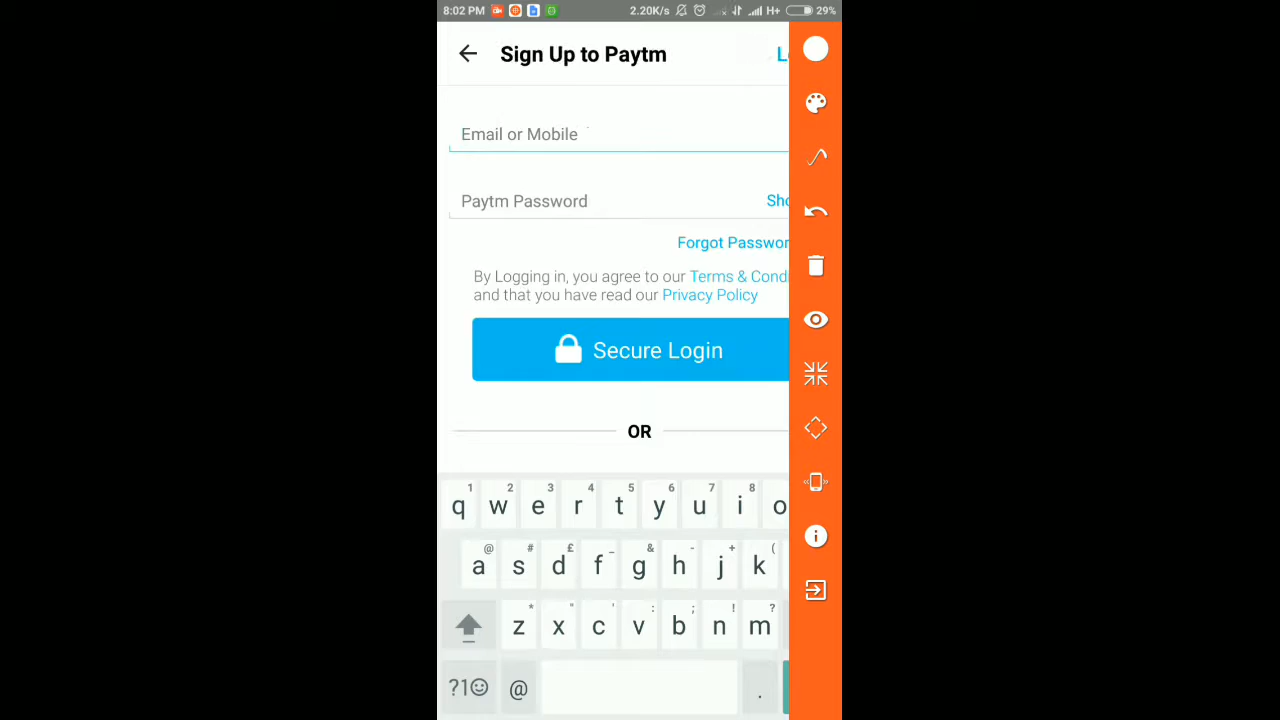 8:02 PM 2.20K/s H+ 29%
Sign Up to Paytm L
Email or Mobile
Paytm Password Sho
Forgot Passwor
By Logging in, you agree to our Terms & Condi
and that you have read our Privacy Policy
Secure Login
OR
1 2 3 4 5 6 7 8
q w e r t y u i o
@ # £ _ & - + (
a s d f g h j k
* " ' : ; ! ?
z x c v b n m
?1☺ @ .